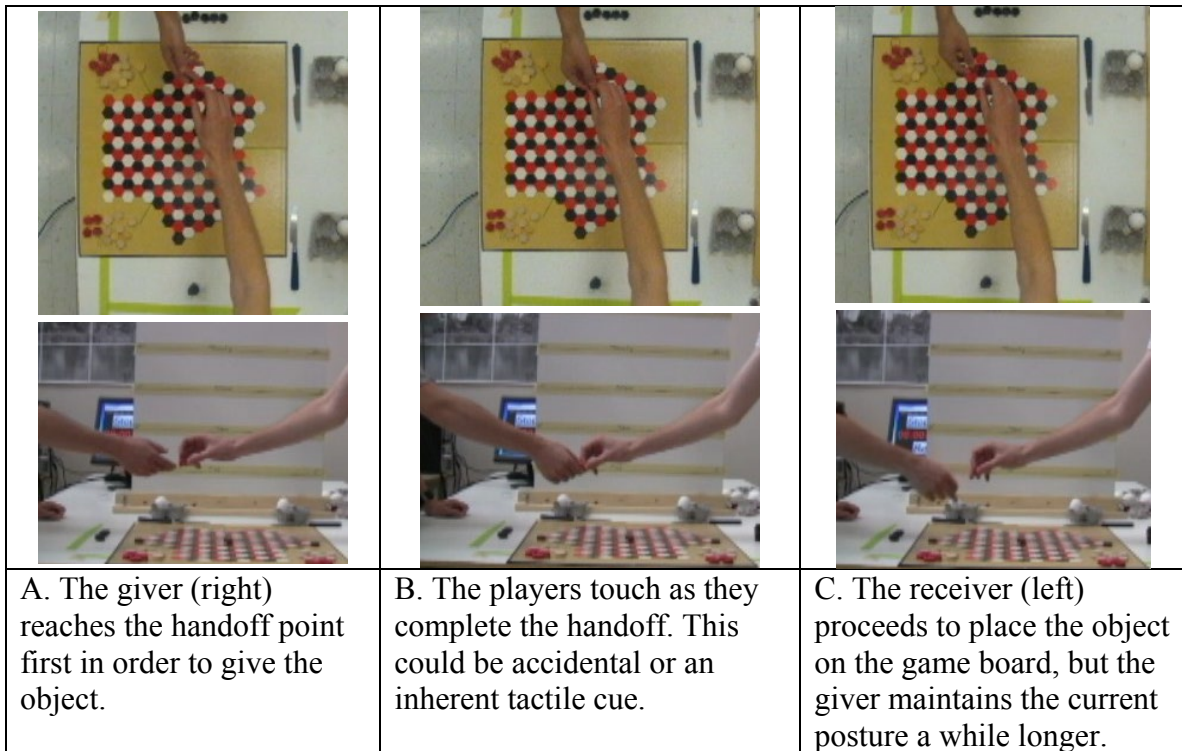 A. The giver (right)
reaches the handoff point
first in order to give the
object.
B. The players touch as they
complete the handoff. This
could be accidental or an
inherent tactile cue.
C. The receiver (left)
proceeds to place the object
on the game board, but the
giver maintains the current
posture a while longer.